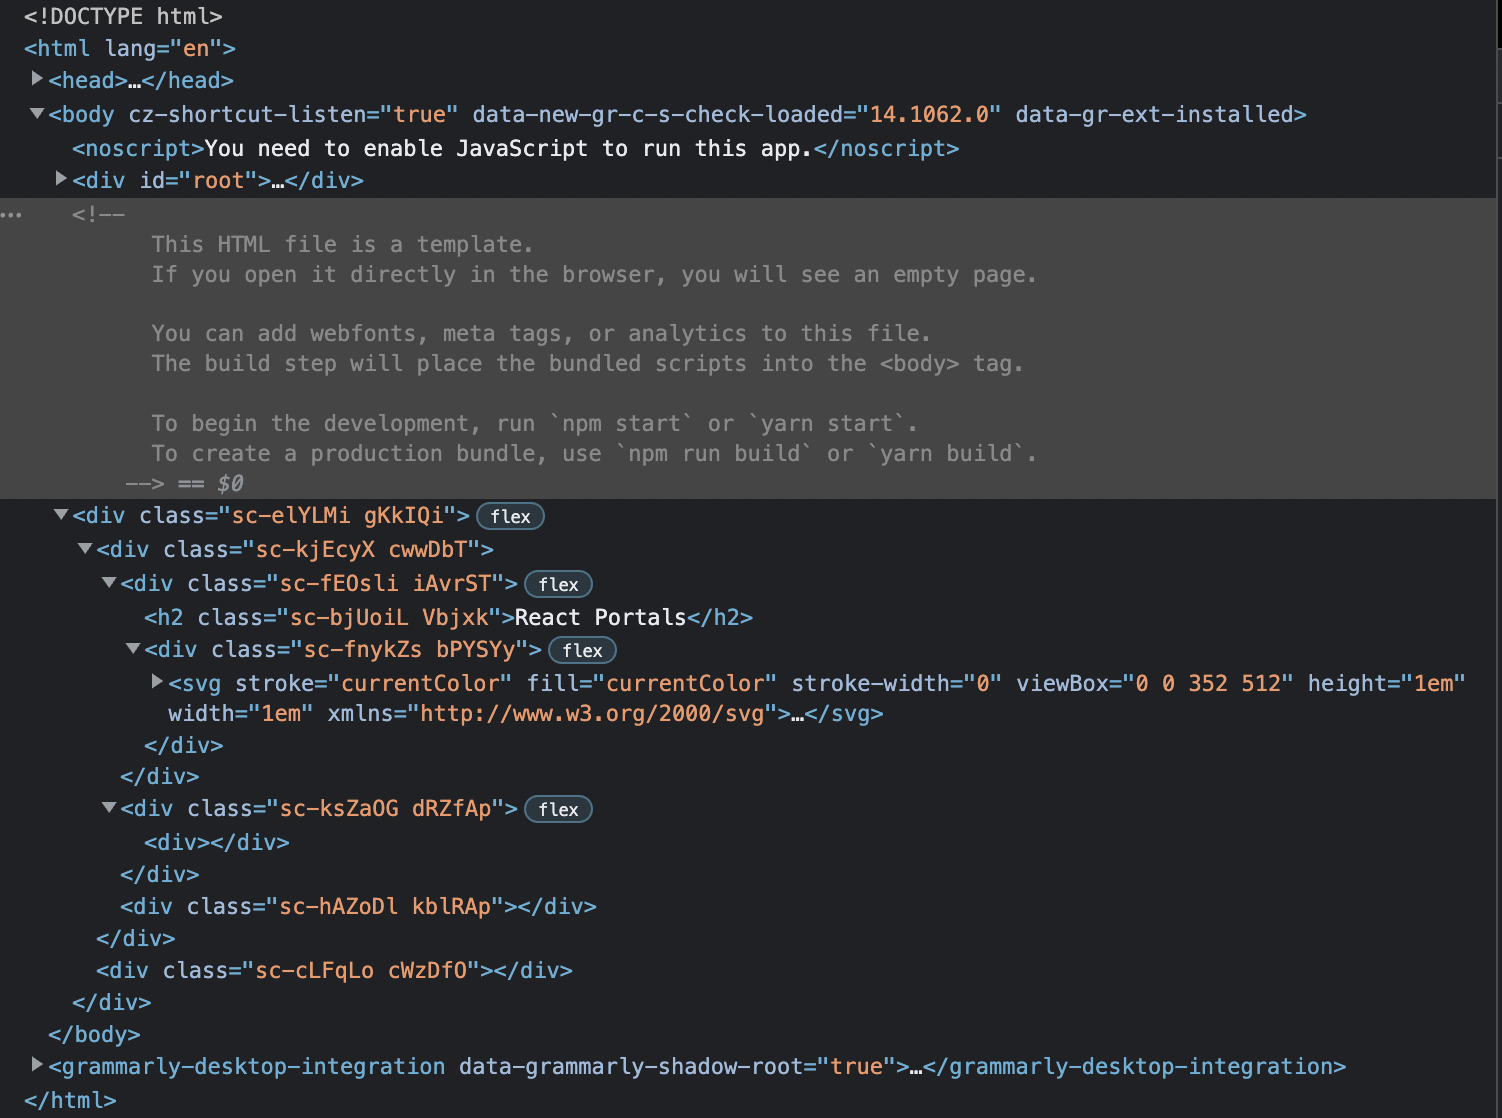 <!DOCTYPE html>
<html lang="en">
<head>…</head>
<body cz-shortcut-listen="true" data-new-gr-c-s-check-loaded="14.1062.0" data-gr-ext-installed>
<noscript>You need to enable JavaScript to run this app.</noscript>
<div id="root">…</div>
<!--
This HTML file is a template.
If you open it directly in the browser, you will see an empty page.
You can add webfonts, meta tags, or analytics to this file.
The build step will place the bundled scripts into the <body> tag.
To begin the development, run `npm start` or `yarn start`.
To create a production bundle, use `npm run build` or `yarn build`.
--> == $0
<div class="sc-elYLMi gKkIQi"> flex
<div class="sc-kjEcyX cwwDbT">
<div class="sc-fEOsli iAvrST"> flex
<h2 class="sc-bjUoiL Vbjxk">React Portals</h2>
<div class="sc-fnykZs bPYSYy"> flex
<svg stroke="currentColor" fill="currentColor" stroke-width="0" viewBox="0 0 352 512" height="1em"
width="1em" xmlns="http://www.w3.org/2000/svg">…</svg>
</div>
</div>
<div class="sc-ksZaOG dRZfAp"> flex
<div></div>
</div>
<div class="sc-hAZoDl kblRAp"></div>
</div>
<div class="sc-cLFqLo cWzDfO"></div>
</div>
</body>
<grammarly-desktop-integration data-grammarly-shadow-root="true">…</grammarly-desktop-integration>
</html>